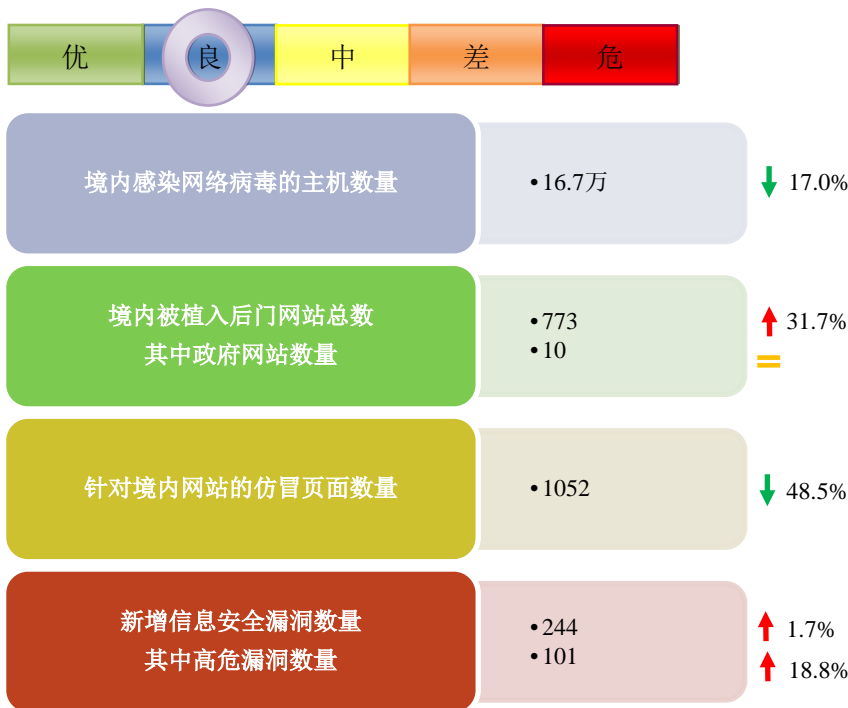 优 良 中 差 危
境内感染网络病毒的主机数量 •16.7万 ↓ 17.0%
境内被植入后门网站总数 •773 ↑ 31.7%
其中政府网站数量 •10 =
针对境内网站的仿冒页面数量 •1052 ↓ 48.5%
新增信息安全漏洞数量 •244 ↑ 1.7%
其中高危漏洞数量 •101 ↑ 18.8%